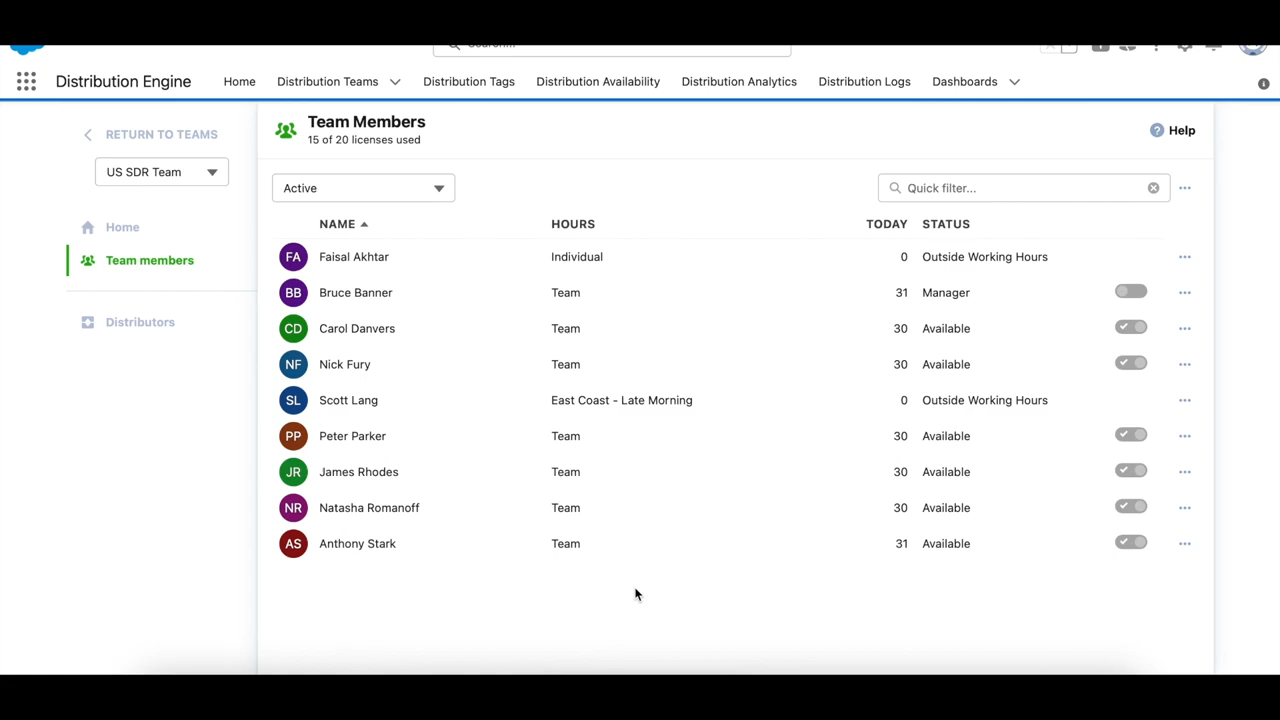 Search...
Distribution Engine Home Distribution Teams Distribution Tags Distribution Availability Distribution Analytics Distribution Logs Dashboards
RETURN TO TEAMS
US SDR Team
Home
Team members
Distributors
Team Members
15 of 20 licenses used
Help
Active
Quick filter...
NAME HOURS TODAY STATUS
FA Faisal Akhtar Individual 0 Outside Working Hours
BB Bruce Banner Team 31 Manager
CD Carol Danvers Team 30 Available
NF Nick Fury Team 30 Available
SL Scott Lang East Coast - Late Morning 0 Outside Working Hours
PP Peter Parker Team 30 Available
JR James Rhodes Team 30 Available
NR Natasha Romanoff Team 30 Available
AS Anthony Stark Team 31 Available